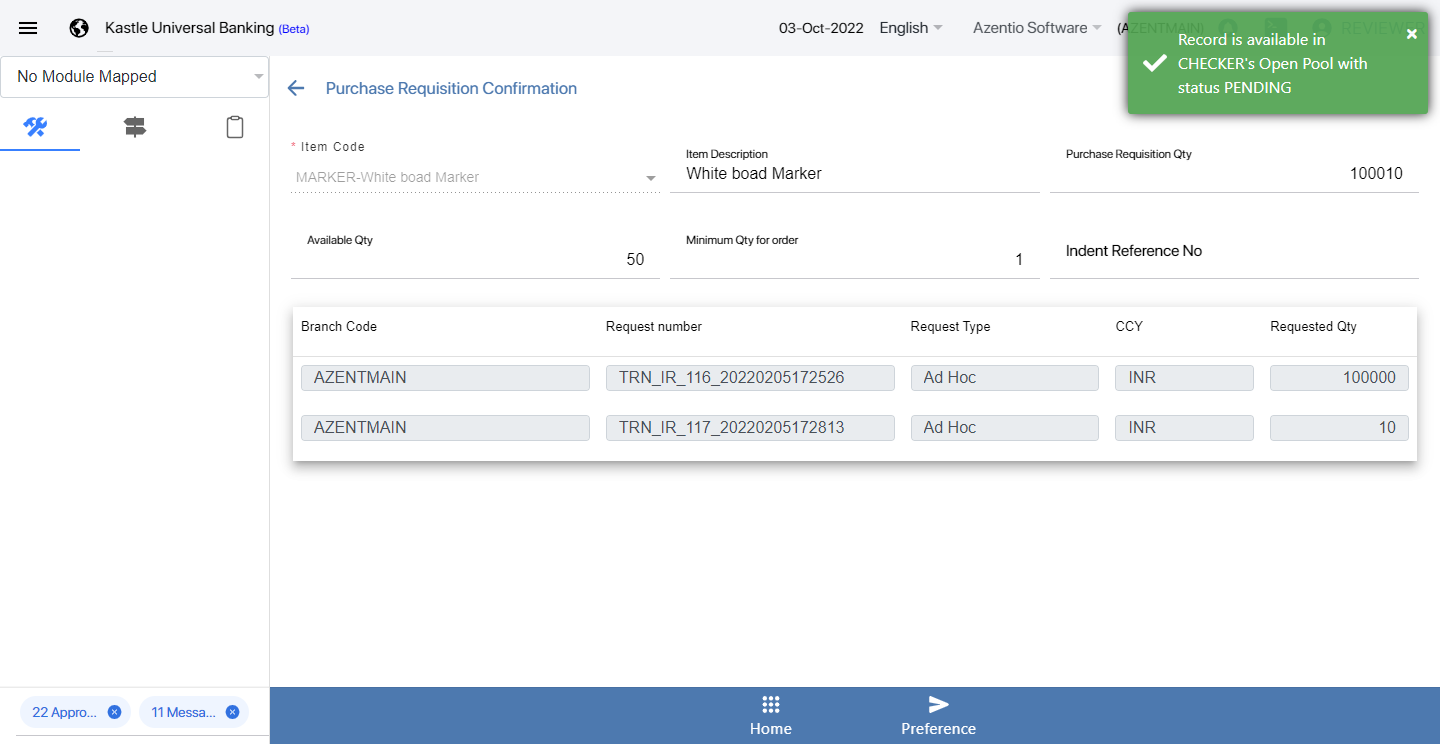 Kastle Universal Banking (Beta)
03-Oct-2022
English
Azentio Software
(AZENTMAIN)
REVIEWER
Record is available in
CHECKER's Open Pool with
status PENDING
No Module Mapped
Purchase Requisition Confirmation
* Item Code
MARKER-White boad Marker
Item Description
White boad Marker
Purchase Requisition Qty
100010
Available Qty
50
Minimum Qty for order
1
Indent Reference No
Branch Code Request number Request Type CCY Requested Qty
AZENTMAIN TRN_IR_116_20220205172526 Ad Hoc INR 100000
AZENTMAIN TRN_IR_117_20220205172813 Ad Hoc INR 10
22 Appro... 11 Messa...
Home
Preference